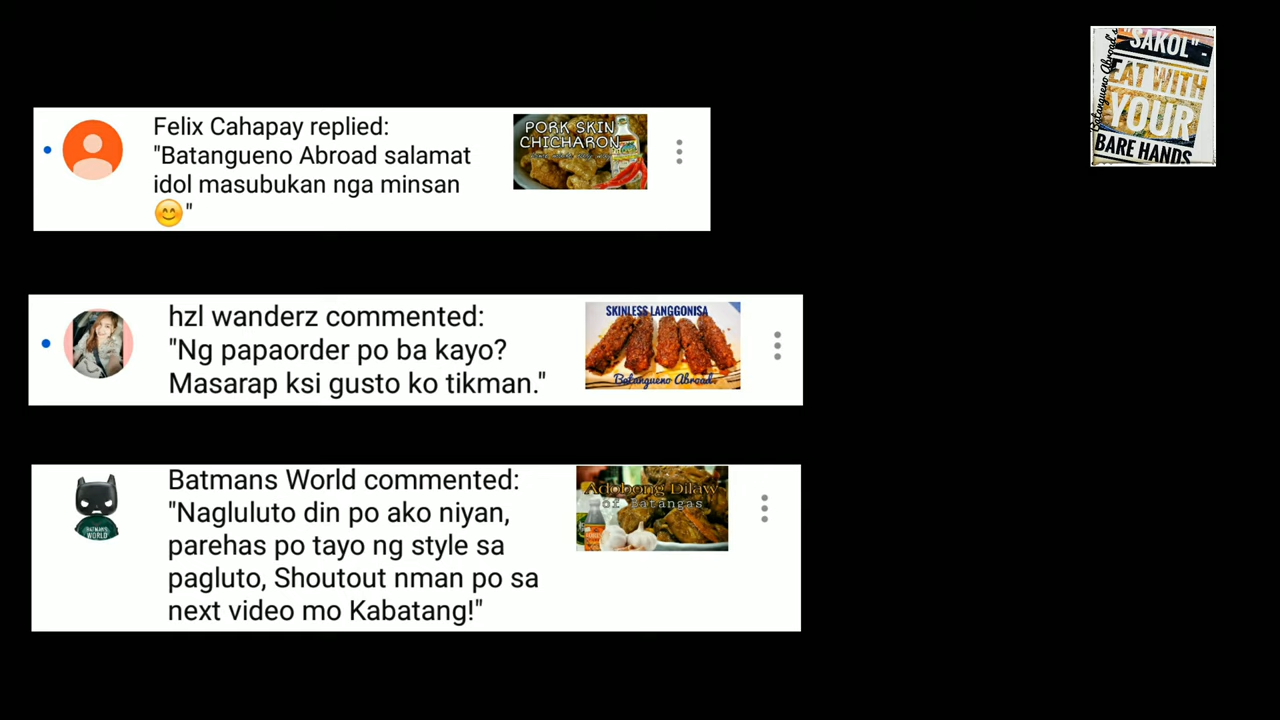 "SAKOL" -
EAT WITH
YOUR
BARE HANDS
Batangueno Abroad's
Felix Cahapay replied:
"Batangueno Abroad salamat
idol masubukan nga minsan
😊"
PORK SKIN
CHICHARON
hzl wanderz commented:
"Ng papaorder po ba kayo?
Masarap ksi gusto ko tikman."
SKINLESS LANGGONISA
Batangueno Abroad
Batmans World commented:
"Nagluluto din po ako niyan,
parehas po tayo ng style sa
pagluto, Shoutout nman po sa
next video mo Kabatang!"
BATMANS
WORLD
Adobong Dilaw
of Batangas